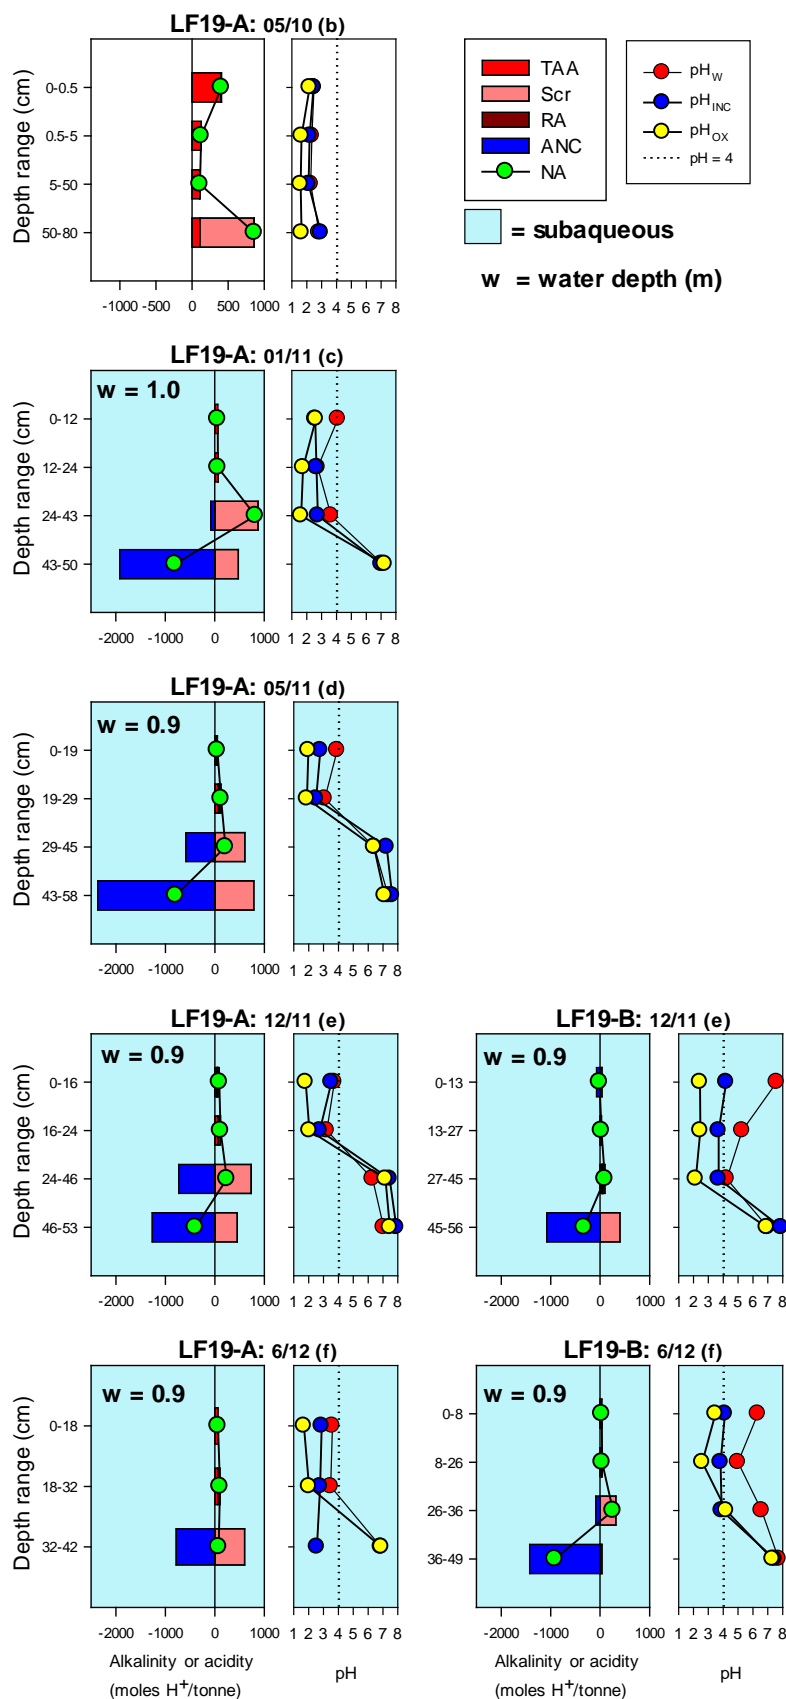 LF19-A: 05/10 (b)
Depth range (cm)
0-0.5
0.5-5
5-50
50-80
-1000 -500 0 500 1000
1 2 3 4 5 6 7 8
TAA
Scr
RA
ANC
NA
pHW
pHINC
pHOX
pH = 4
= subaqueous
w = water depth (m)
LF19-A: 01/11 (c)
w = 1.0
Depth range (cm)
0-12
12-24
24-43
43-50
-2000 -1000 0 1000
1 2 3 4 5 6 7 8
LF19-A: 05/11 (d)
w = 0.9
Depth range (cm)
0-19
19-29
29-45
43-58
-2000 -1000 0 1000
1 2 3 4 5 6 7 8
LF19-A: 12/11 (e)
w = 0.9
Depth range (cm)
0-16
16-24
24-46
46-53
-2000 -1000 0 1000
1 2 3 4 5 6 7 8
LF19-B: 12/11 (e)
w = 0.9
0-13
13-27
27-45
45-56
-2000 -1000 0 1000
1 2 3 4 5 6 7 8
LF19-A: 6/12 (f)
w = 0.9
Depth range (cm)
0-18
18-32
32-42
-2000 -1000 0 1000
1 2 3 4 5 6 7 8
Alkalinity or acidity
(moles H+/tonne)
pH
LF19-B: 6/12 (f)
w = 0.9
0-8
8-26
26-36
36-49
-2000 -1000 0 1000
1 2 3 4 5 6 7 8
Alkalinity or acidity
(moles H+/tonne)
pH